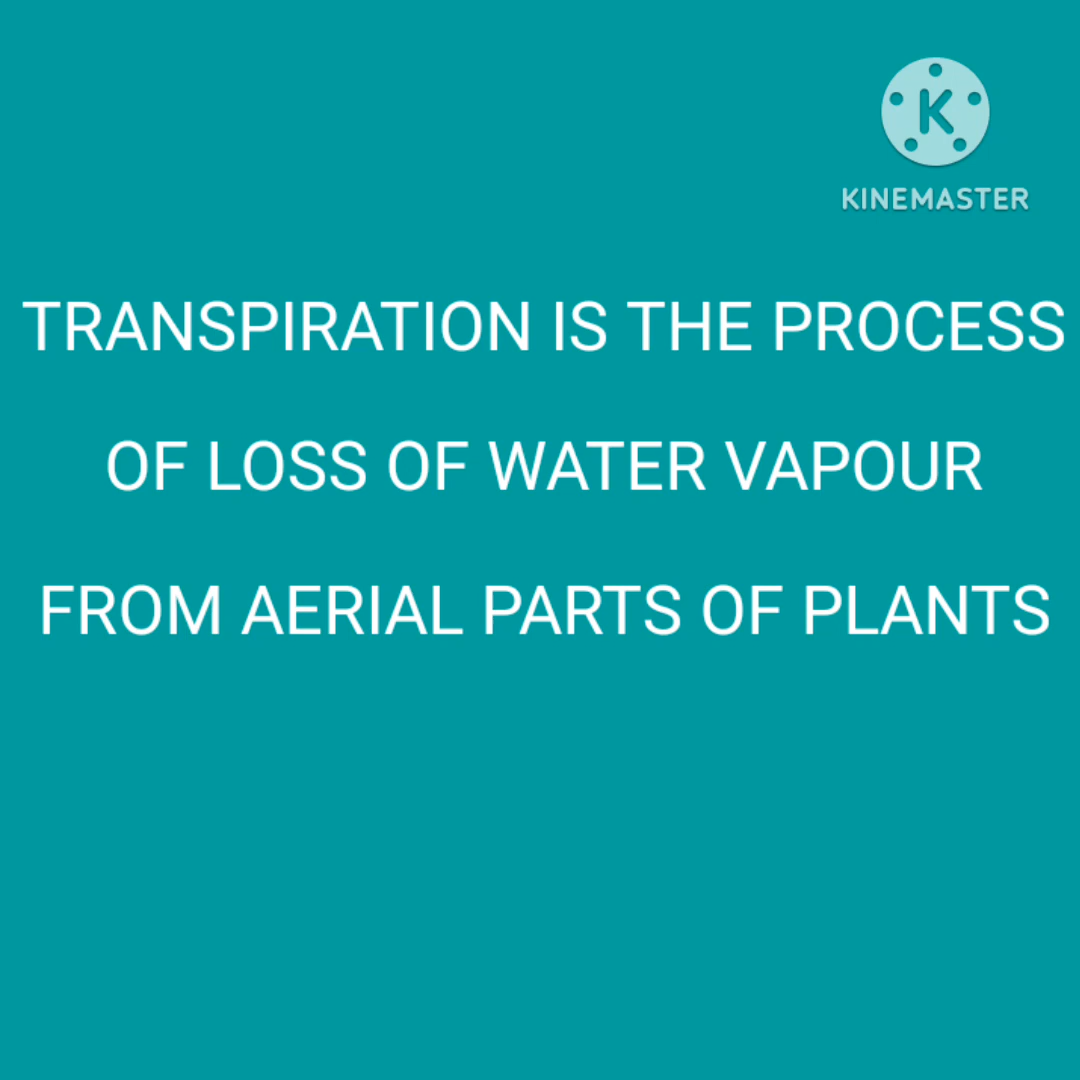 K
KINEMASTER
TRANSPIRATION IS THE PROCESS
OF LOSS OF WATER VAPOUR
FROM AERIAL PARTS OF PLANTS